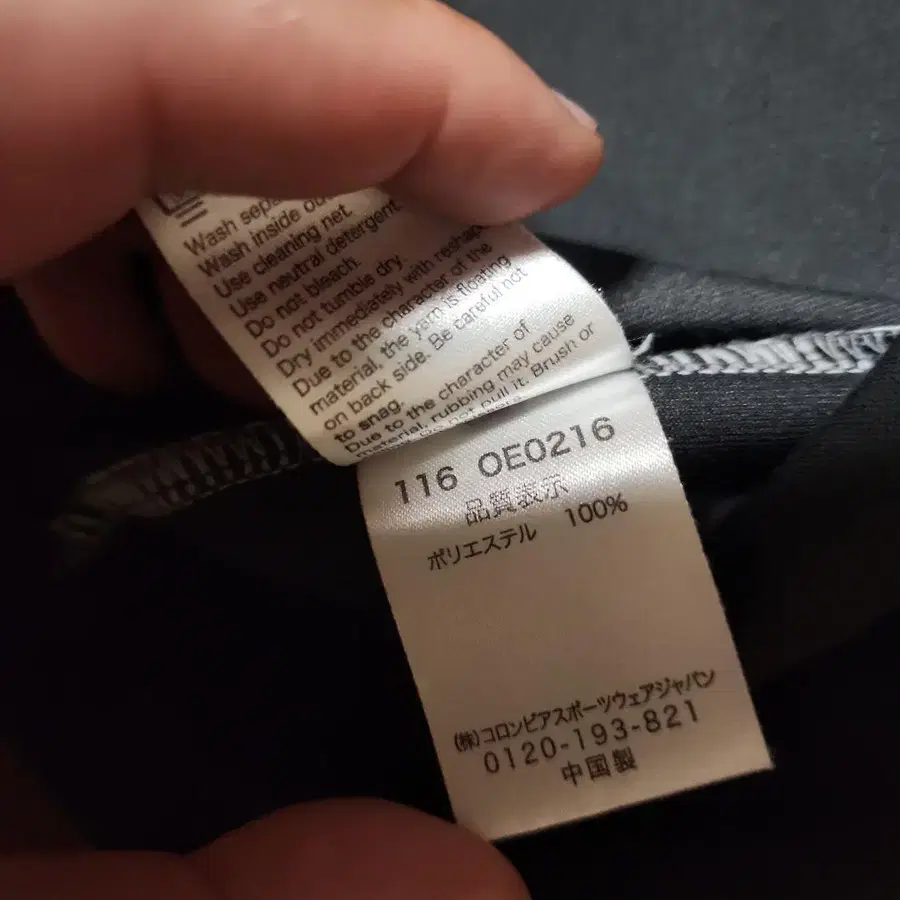 Wash
Wash inside
Use cleaning net.
Use neutral detergent.
Do not bleach.
Do not tumble dry.
Dry immediately with
Due to the character of the
material, the yarn is floating
on back side. Be careful not
to snag.
Due to the character of
material, rubbing may cause
not pull it. Brush or
116 OE0216
品質表示
ポリエステル 100%
(株)コロンビアスポーツウェアジャパン
0120-193-821
中国製